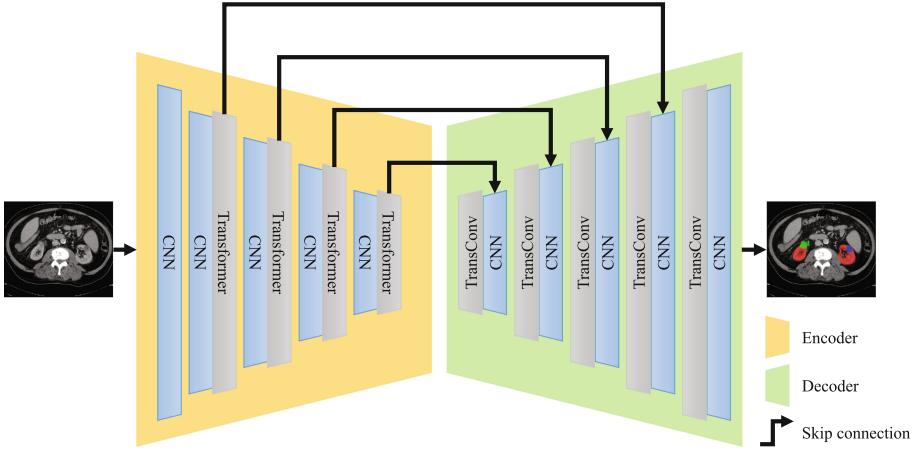 CNN
CNN
Transformer
CNN
Transformer
CNN
Transformer
CNN
Transformer
TransConv
CNN
TransConv
CNN
TransConv
CNN
TransConv
CNN
TransConv
CNN
Encoder
Decoder
Skip connection